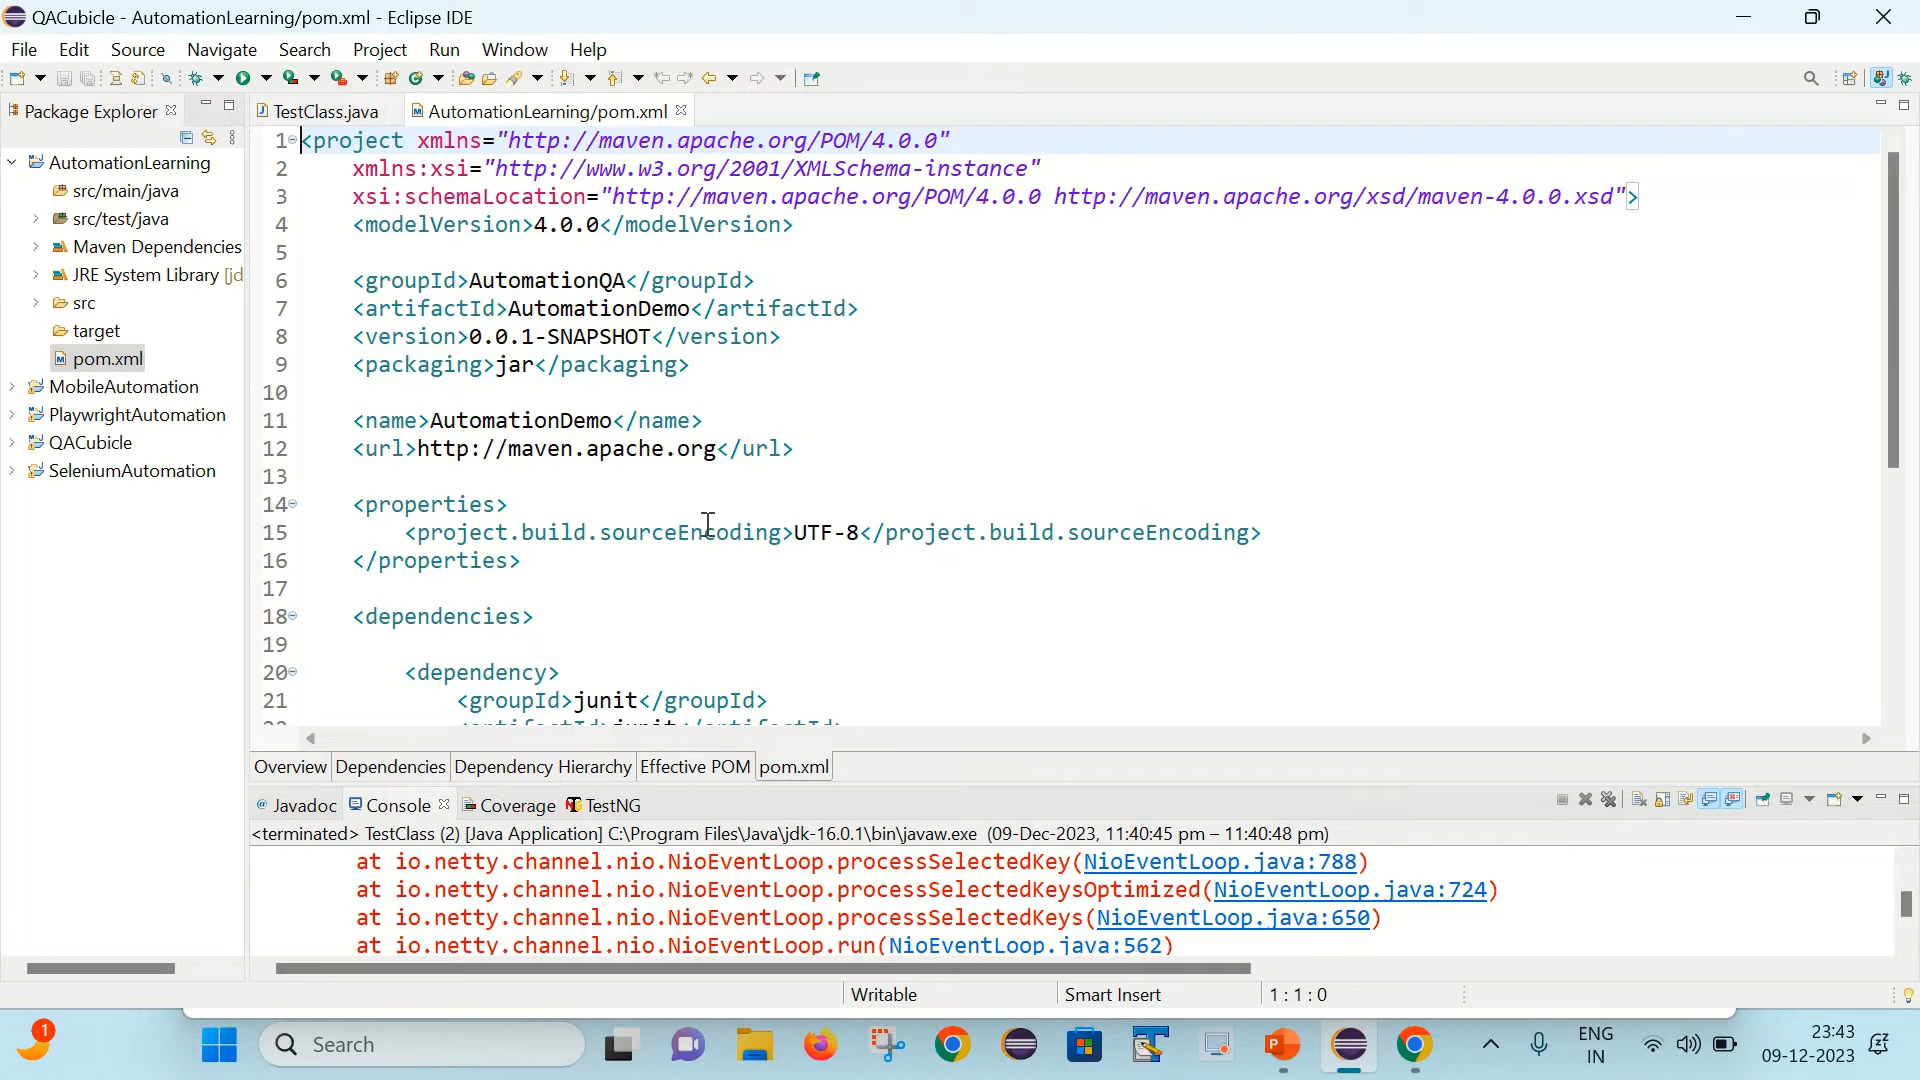 QACubicle - AutomationLearning/pom.xml - Eclipse IDE
File Edit Source Navigate Search Project Run Window Help
Package Explorer
TestClass.java
AutomationLearning/pom.xml
AutomationLearning
src/main/java
src/test/java
Maven Dependencies
JRE System Library [jd
src
target
pom.xml
MobileAutomation
PlaywrightAutomation
QACubicle
SeleniumAutomation
1 <project xmlns="http://maven.apache.org/POM/4.0.0"
2 xmlns:xsi="http://www.w3.org/2001/XMLSchema-instance"
3 xsi:schemaLocation="http://maven.apache.org/POM/4.0.0 http://maven.apache.org/xsd/maven-4.0.0.xsd">
4 <modelVersion>4.0.0</modelVersion>
5
6 <groupId>AutomationQA</groupId>
7 <artifactId>AutomationDemo</artifactId>
8 <version>0.0.1-SNAPSHOT</version>
9 <packaging>jar</packaging>
10
11 <name>AutomationDemo</name>
12 <url>http://maven.apache.org</url>
13
14 <properties>
15 <project.build.sourceEncoding>UTF-8</project.build.sourceEncoding>
16 </properties>
17
18 <dependencies>
19
20 <dependency>
21 <groupId>junit</groupId>
Overview Dependencies Dependency Hierarchy Effective POM pom.xml
Javadoc Console Coverage TestNG
<terminated> TestClass (2) [Java Application] C:\Program Files\Java\jdk-16.0.1\bin\javaw.exe (09-Dec-2023, 11:40:45 pm – 11:40:48 pm)
at io.netty.channel.nio.NioEventLoop.processSelectedKey(NioEventLoop.java:788)
at io.netty.channel.nio.NioEventLoop.processSelectedKeysOptimized(NioEventLoop.java:724)
at io.netty.channel.nio.NioEventLoop.processSelectedKeys(NioEventLoop.java:650)
at io.netty.channel.nio.NioEventLoop.run(NioEventLoop.java:562)
Writable Smart Insert 1 : 1 : 0
1
Search
ENG
IN
23:43
09-12-2023